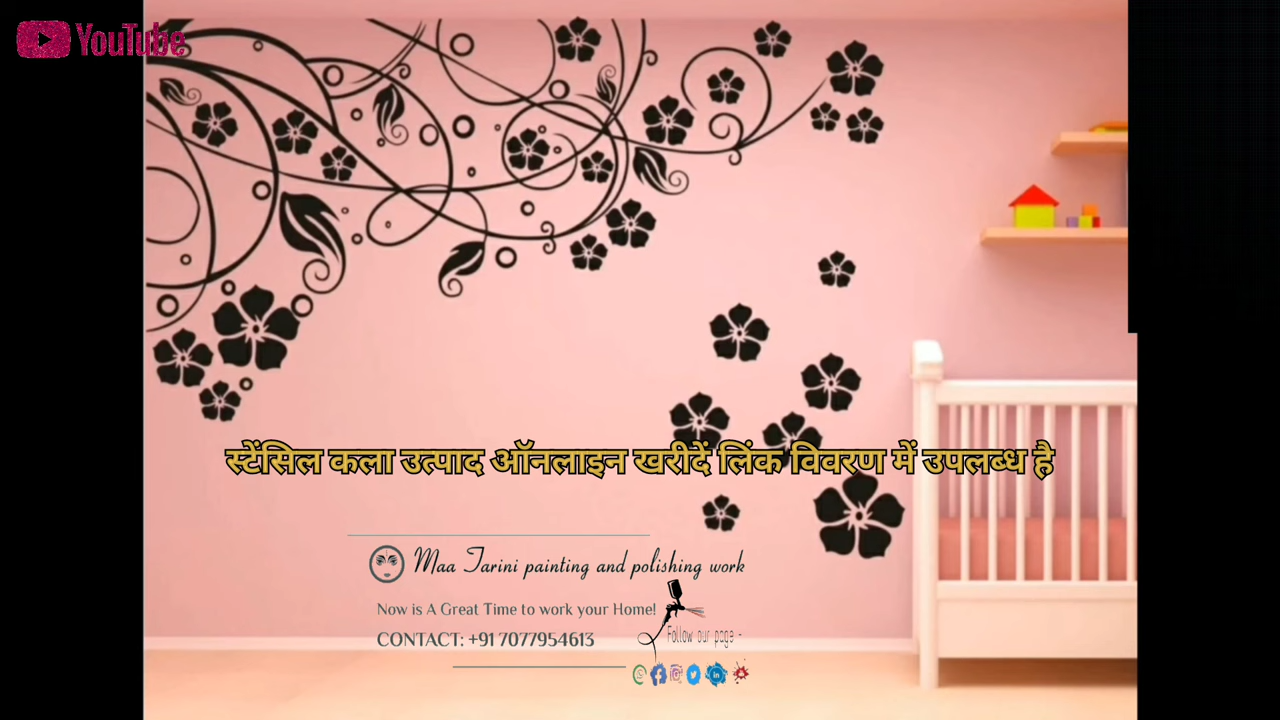 YouTube
स्टेंसिल कला उत्पाद ऑनलाइन खरीदें लिंक विवरण में उपलब्ध है
Maa Tarini painting and polishing work
Now is A Great Time to work your Home!
CONTACT: +91 7077954613
Follow our page -